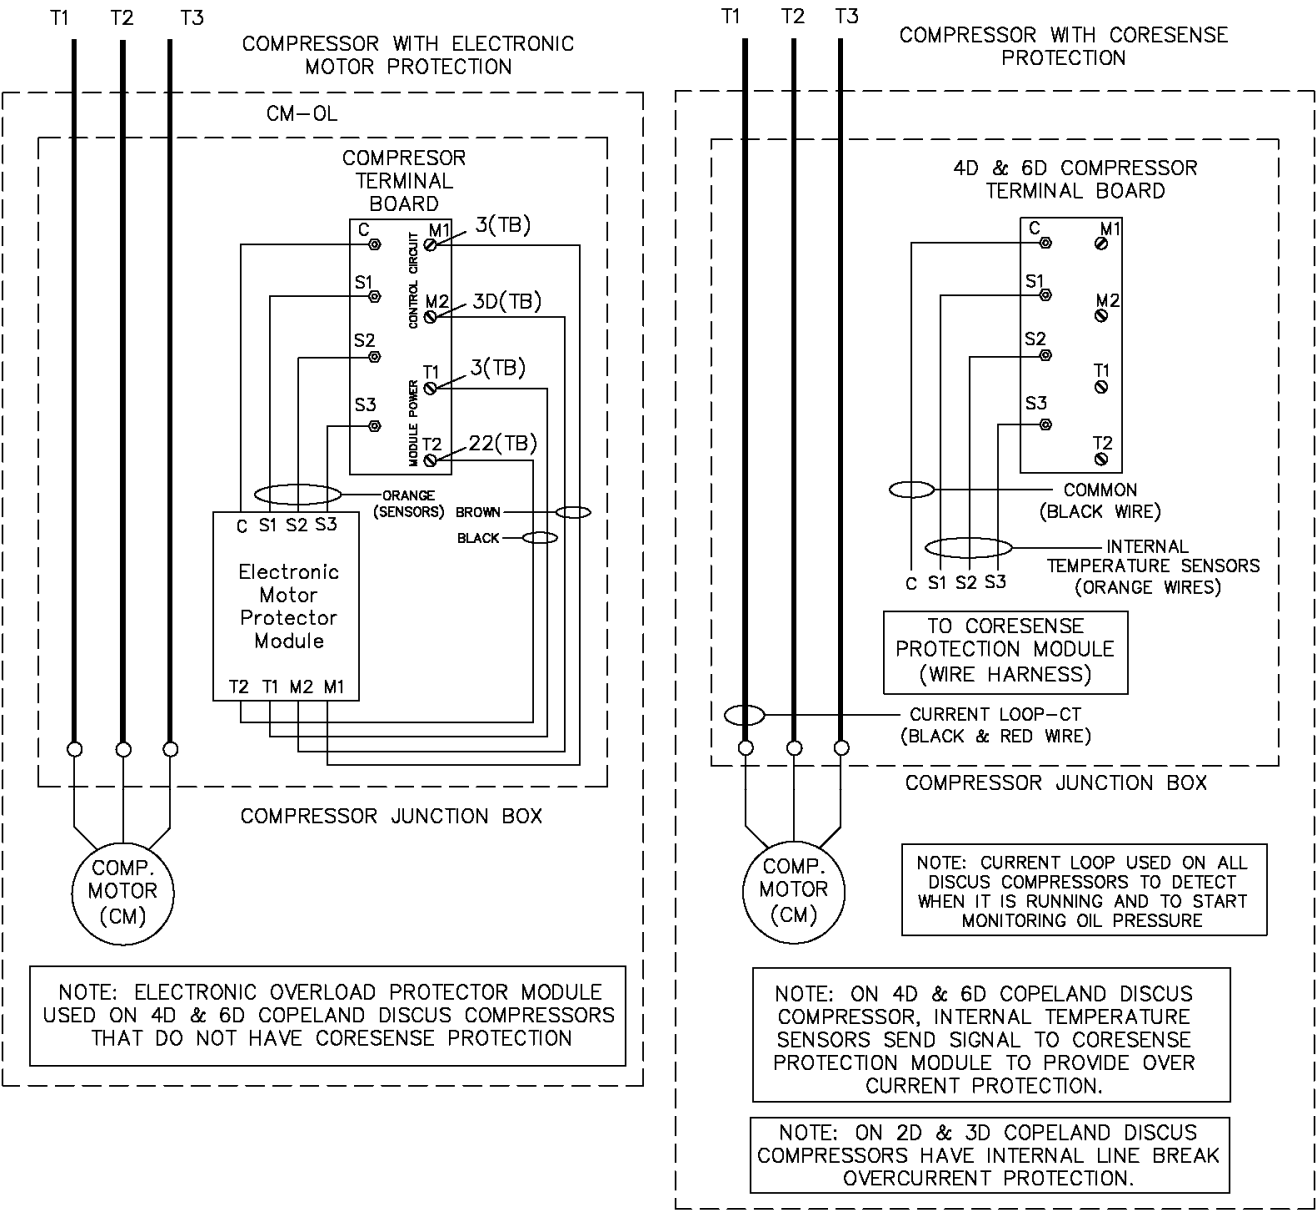 T1 T2 T3
COMPRESSOR WITH ELECTRONIC
MOTOR PROTECTION
CM-OL
COMPRESOR
TERMINAL
BOARD
C
M1
3(TB)
S1
CONTROL CIRCUIT
M2
3D(TB)
S2
T1
3(TB)
S3
MODULE POWER
T2
22(TB)
ORANGE
(SENSORS)
BROWN
BLACK
C S1 S2 S3
Electronic
Motor
Protector
Module
T2 T1 M2 M1
COMPRESSOR JUNCTION BOX
COMP.
MOTOR
(CM)
NOTE: ELECTRONIC OVERLOAD PROTECTOR MODULE
USED ON 4D & 6D COPELAND DISCUS COMPRESSORS
THAT DO NOT HAVE CORESENSE PROTECTION
T1 T2 T3
COMPRESSOR WITH CORESENSE
PROTECTION
4D & 6D COMPRESSOR
TERMINAL BOARD
C
M1
S1
M2
S2
T1
S3
T2
COMMON
(BLACK WIRE)
INTERNAL
TEMPERATURE SENSORS
(ORANGE WIRES)
C S1 S2 S3
TO CORESENSE
PROTECTION MODULE
(WIRE HARNESS)
CURRENT LOOP-CT
(BLACK & RED WIRE)
COMPRESSOR JUNCTION BOX
COMP.
MOTOR
(CM)
NOTE: CURRENT LOOP USED ON ALL
DISCUS COMPRESSORS TO DETECT
WHEN IT IS RUNNING AND TO START
MONITORING OIL PRESSURE
NOTE: ON 4D & 6D COPELAND DISCUS
COMPRESSOR, INTERNAL TEMPERATURE
SENSORS SEND SIGNAL TO CORESENSE
PROTECTION MODULE TO PROVIDE OVER
CURRENT PROTECTION.
NOTE: ON 2D & 3D COPELAND DISCUS
COMPRESSORS HAVE INTERNAL LINE BREAK
OVERCURRENT PROTECTION.